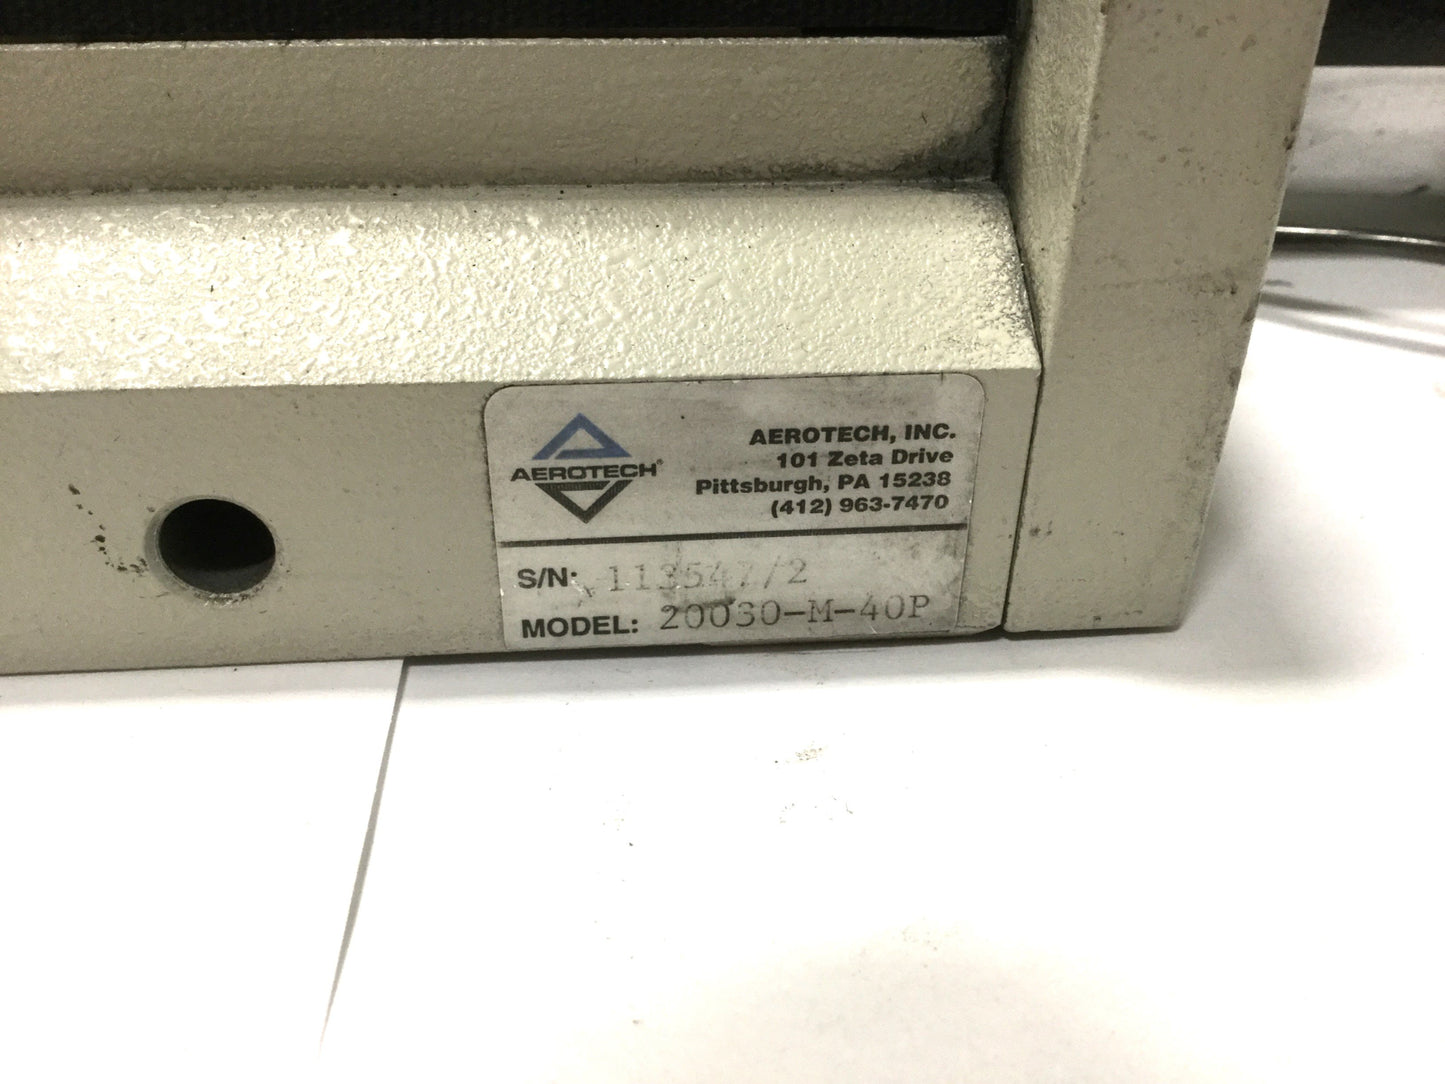 AEROTECH®
AEROTECH, INC.
101 Zeta Drive
Pittsburgh, PA 15238
(412) 963-7470
S/N: 113547/2
MODEL: 20030-M-40P